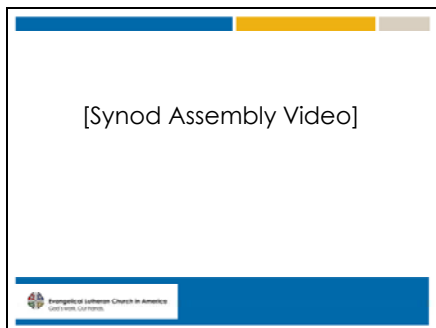 [Synod Assembly Video]
Evangelical Lutheran Church in America
God's work. Our hands.